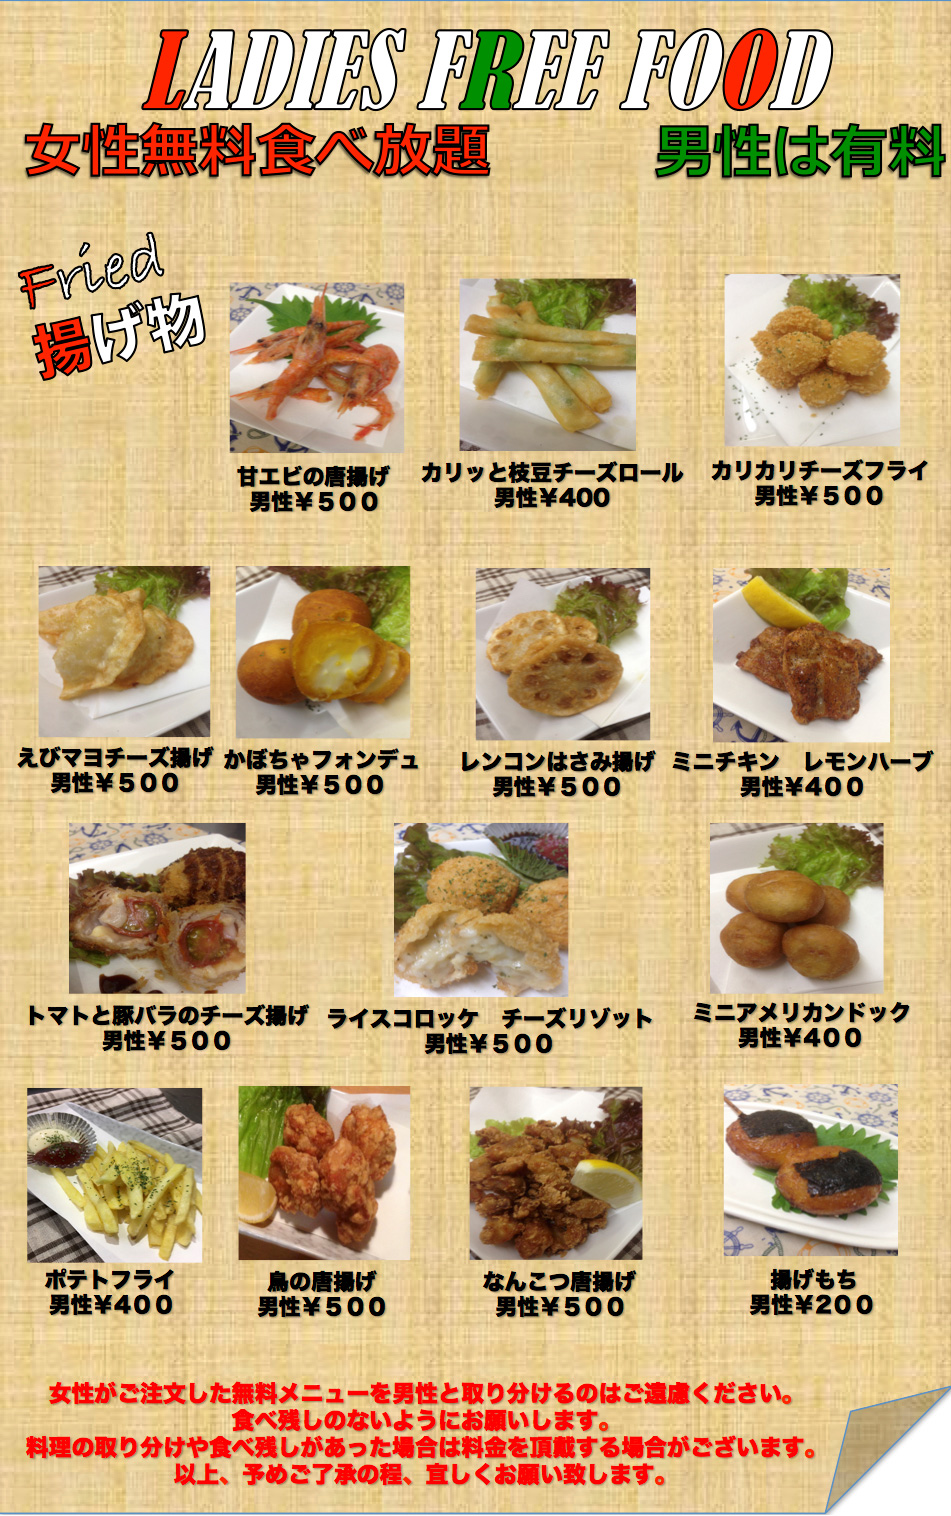 LADIES FREE FOOD
女性無料食べ放題 男性は有料
Fried
揚げ物
甘エビの唐揚げ
男性￥５００
カリッと枝豆チーズロール
男性¥400
カリカリチーズフライ
男性￥５００
えびマヨチーズ揚げ
男性￥５００
かぼちゃフォンデュ
男性￥５００
レンコンはさみ揚げ
男性￥５００
ミニチキン　レモンハーブ
男性¥４００
トマトと豚バラのチーズ揚げ
男性￥５００
ライスコロッケ　チーズリゾット
男性￥５００
ミニアメリカンドック
男性¥４００
ポテトフライ
男性¥４００
鳥の唐揚げ
男性￥５００
なんこつ唐揚げ
男性￥５００
揚げもち
男性¥２００
女性がご注文した無料メニューを男性と取り分けるのはご遠慮ください。
食べ残しのないようにお願いします。
料理の取り分けや食べ残しがあった場合は料金を頂戴する場合がございます。
以上、予めご了承の程、宜しくお願い致します。